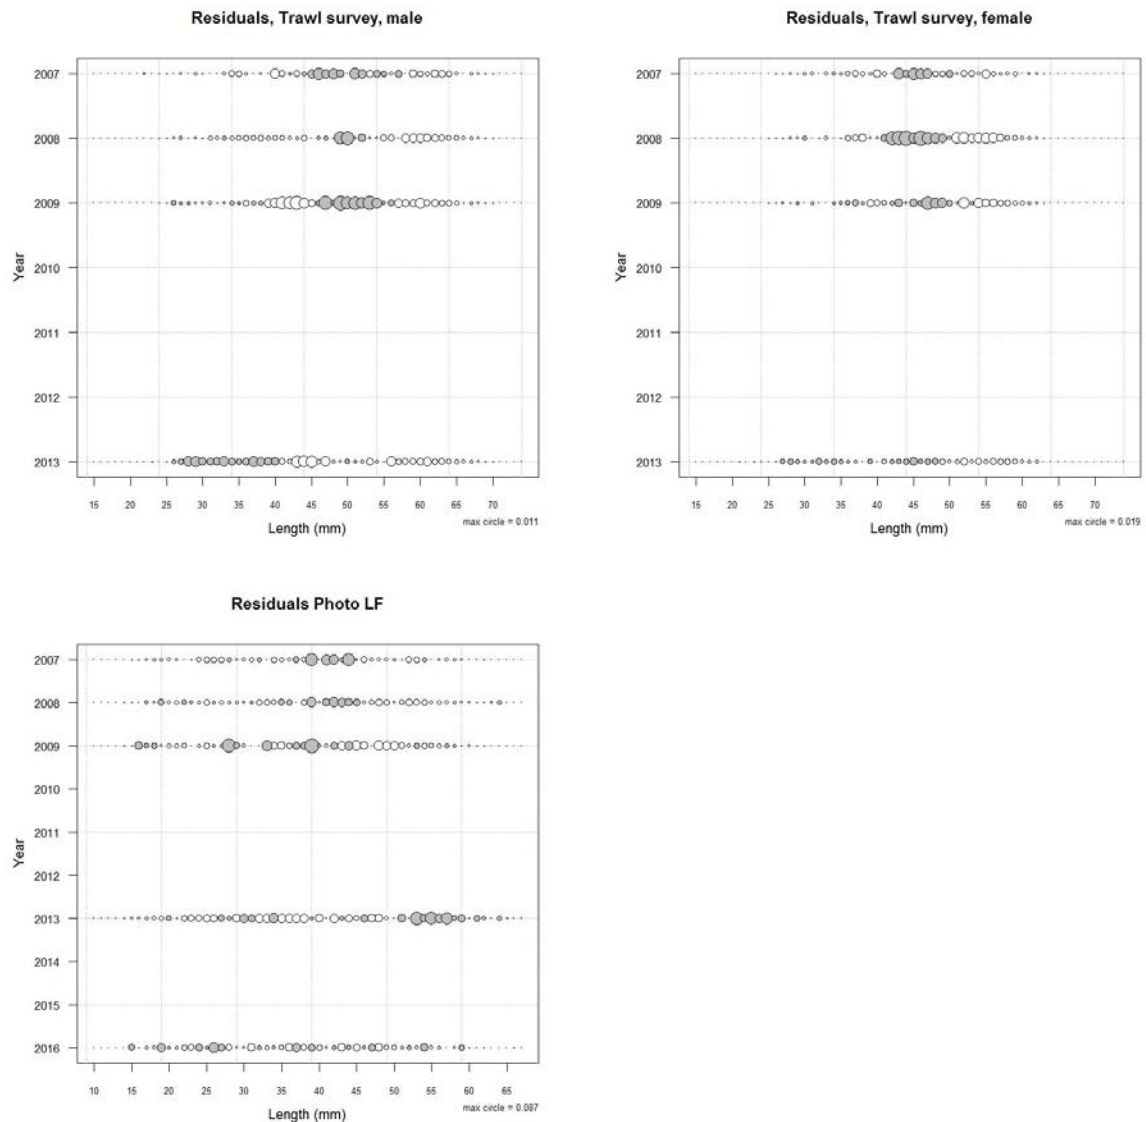 Residuals, Trawl survey, male
2007
2008
2009
2010
2011
2012
2013
Year
15 20 25 30 35 40 45 50 55 60 65 70
Length (mm)
max circle = 0.011
Residuals, Trawl survey, female
2007
2008
2009
2010
2011
2012
2013
Year
15 20 25 30 35 40 45 50 55 60 65 70
Length (mm)
max circle = 0.019
Residuals Photo LF
2007
2008
2009
2010
2011
2012
2013
2014
2015
2016
Year
10 15 20 25 30 35 40 45 50 55 60 65
Length (mm)
max circle = 0.087